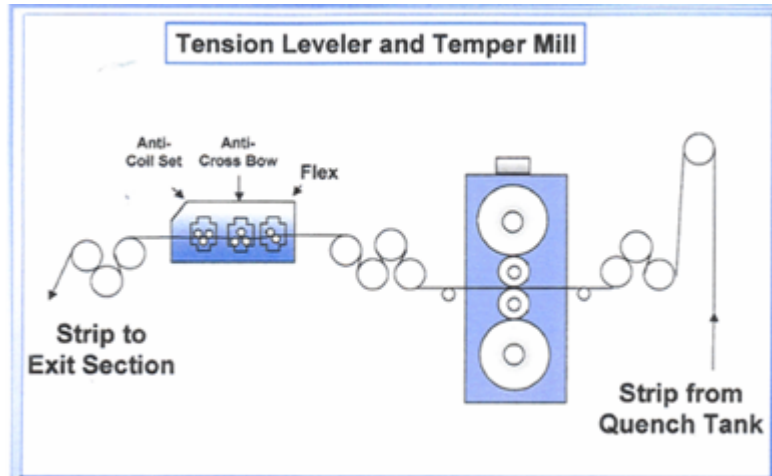 Tension Leveler and Temper Mill
Anti-
Coil Set
Anti-
Cross Bow
Flex
Strip to
Exit Section
Strip from
Quench Tank